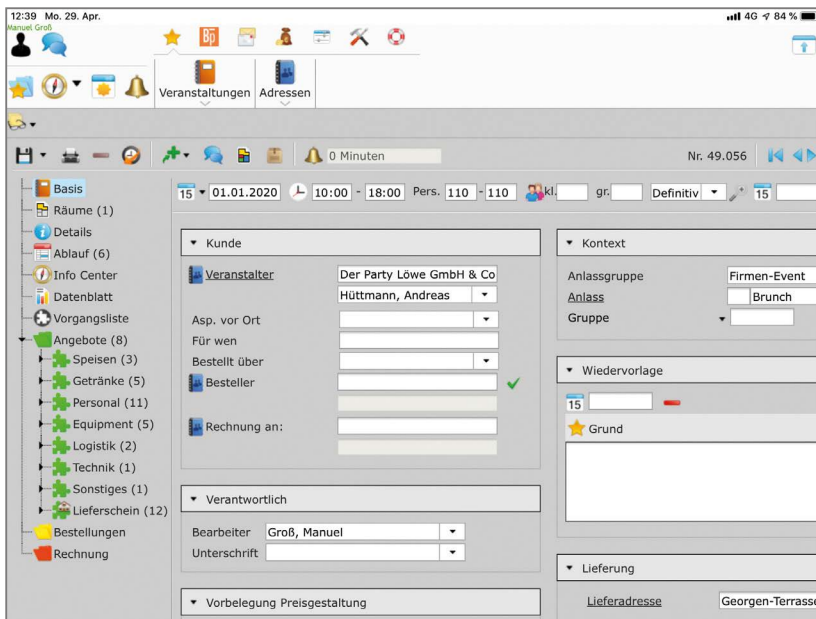 12:39 Mo. 29. Apr.
4G 84 %
Manuel Groß
Bp
Veranstaltungen Adressen
0 Minuten
Nr. 49.056
Basis
Räume (1)
Details
Ablauf (6)
Info Center
Datenblatt
Vorgangsliste
Angebote (8)
Speisen (3)
Getränke (5)
Personal (11)
Equipment (5)
Logistik (2)
Technik (1)
Sonstiges (1)
Lieferschein (12)
Bestellungen
Rechnung
15 01.01.2020 10:00 - 18:00 Pers. 110 - 110 kl. gr. Definitiv 15
Kunde
Veranstalter Der Party Löwe GmbH & Co
Hüttmann, Andreas
Asp. vor Ort
Für wen
Bestellt über
Besteller
Rechnung an:
Verantwortlich
Bearbeiter Groß, Manuel
Unterschrift
Vorbelegung Preisgestaltung
Kontext
Anlassgruppe Firmen-Event
Anlass Brunch
Gruppe
Wiedervorlage
15
Grund
Lieferung
Lieferadresse Georgen-Terrasse